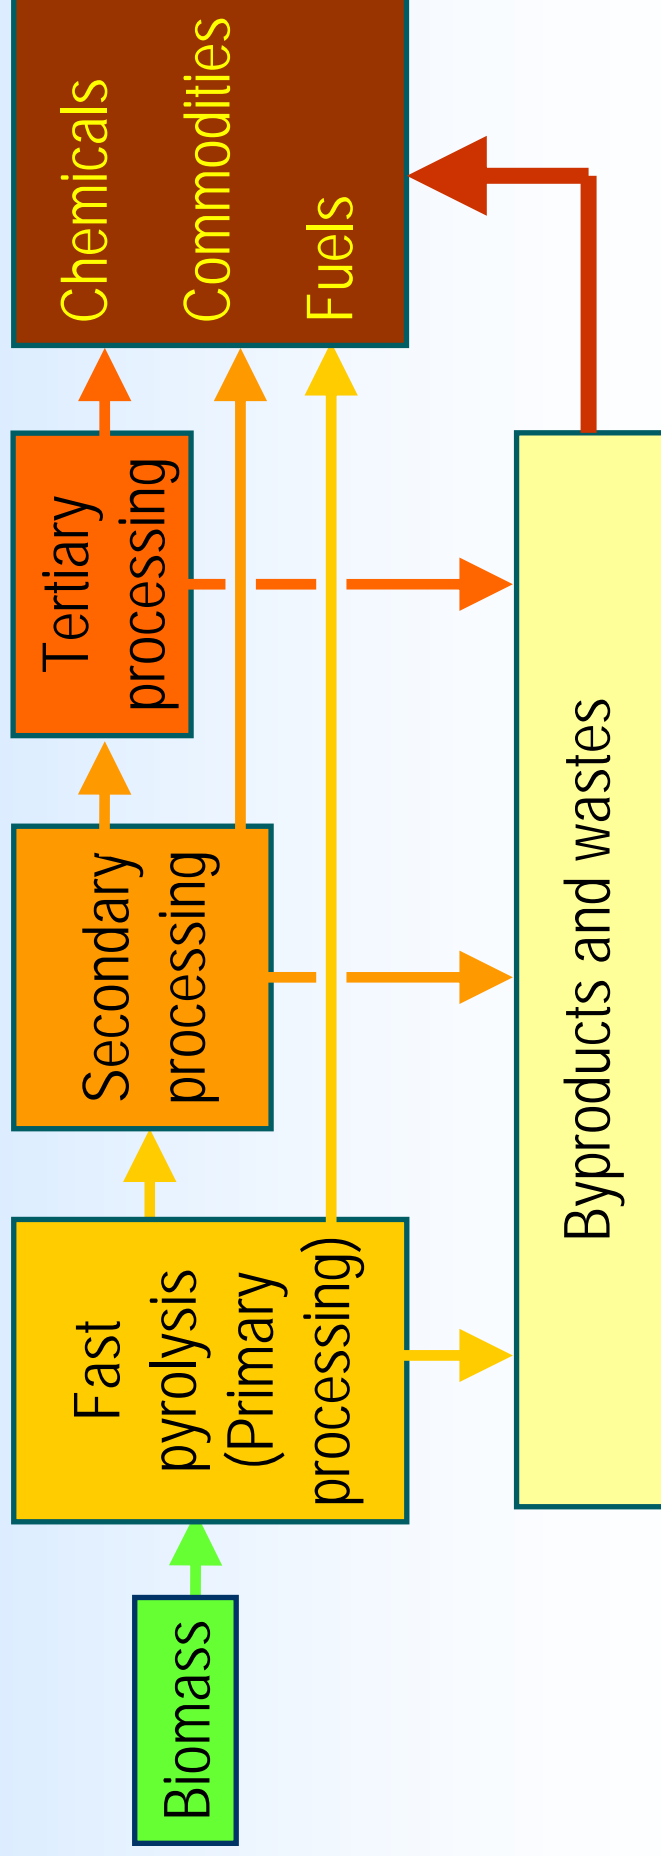 Biomass
Fast
pyrolysis
(Primary
processing)
Secondary
processing
Tertiary
processing
Chemicals
Commodities
Fuels
Byproducts and wastes